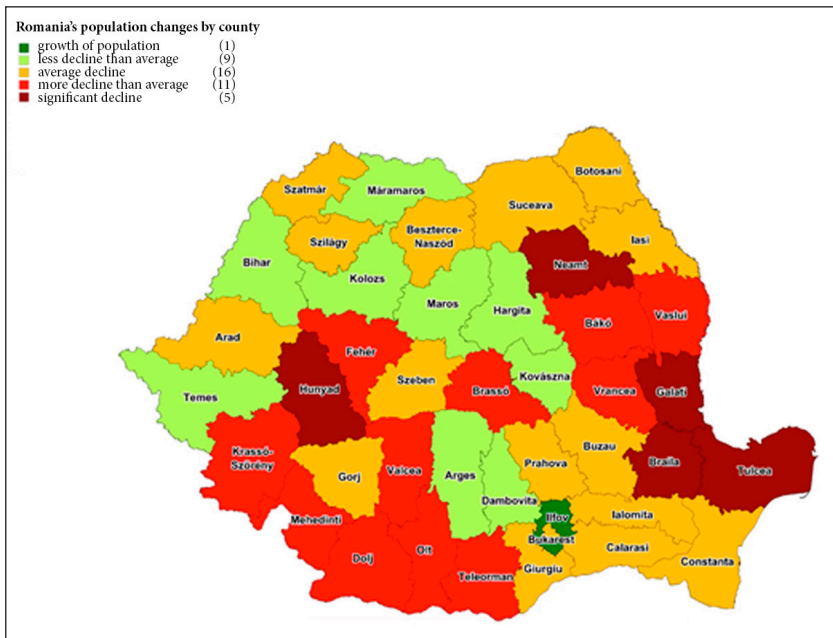 Romania's population changes by county
growth of population (1)
less decline than average (9)
average decline (16)
more decline than average (11)
significant decline (5)
Botosani
Szatmár
Máramaros
Suceava
Beszterce-
Naszód
Szilágy
Iasi
Bihar
Neamt
Kolozs
Maros
Hargita
Bákó
Vaslui
Arad
Fehér
Kovászna
Szeben
Hunyad
Brassó
Vrancea
Galati
Temes
Krassó-
Szörény
Buzau
Prahova
Braila
Tulcea
Gorj
Valcea
Arges
Dambovita
Ilfov
Ialomita
Mehedinti
Bukarest
Olt
Calarasi
Dolj
Constanta
Giurgiu
Teleorman